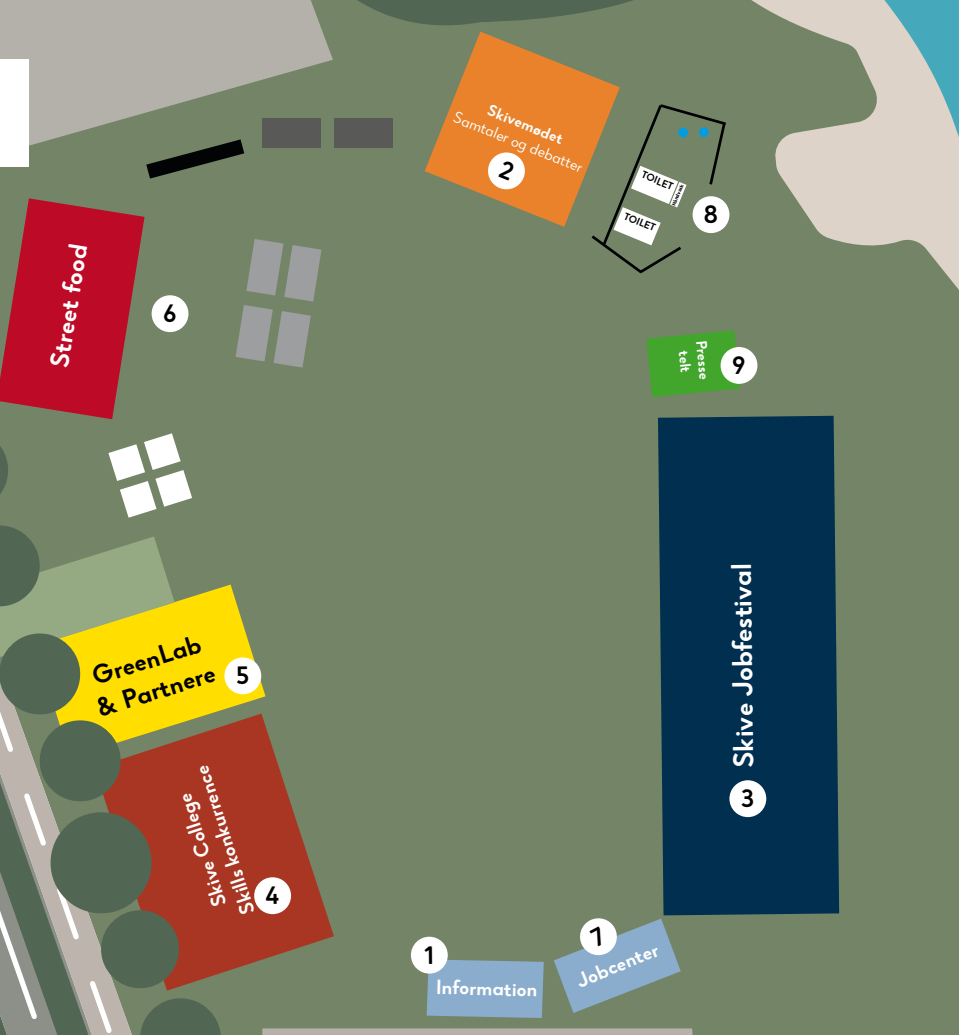 Skivemødet
Samtaler og debatter
2
TOILET
TOILET
8
Street food
6
Presse
telt
9
Skive Jobfestival
3
GreenLab
& Partnere
5
Skive College
Skills konkurrence
4
1
Information
7
Jobcenter